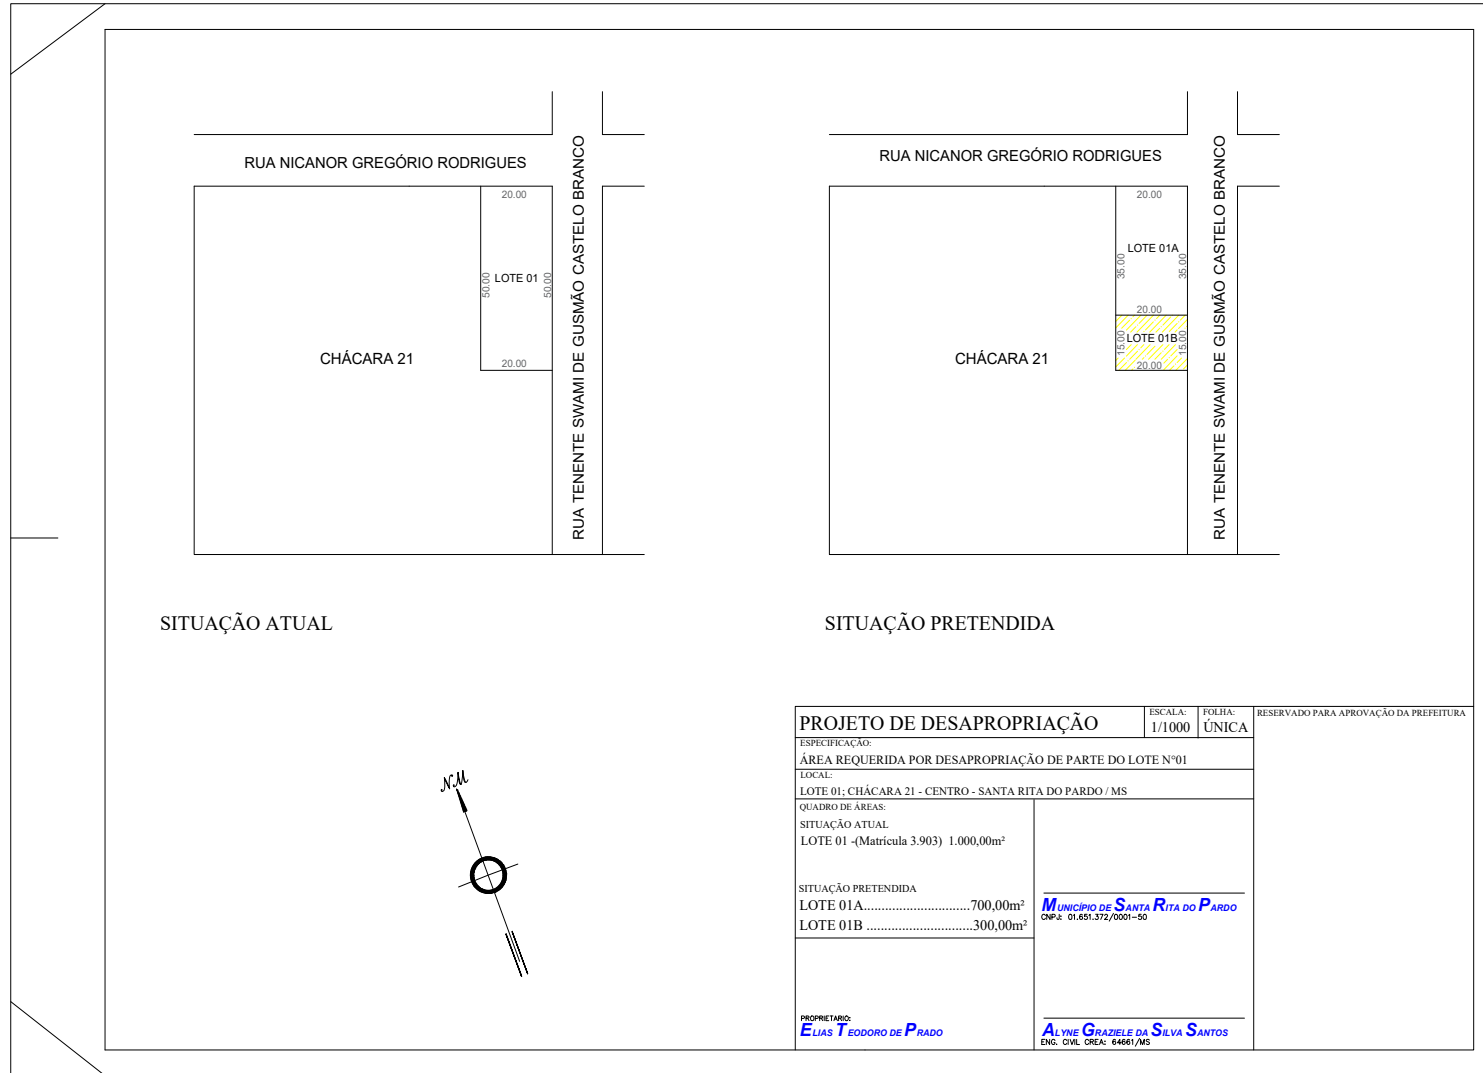 RUA NICANOR GREGÓRIO RODRIGUES
20.00
50.00
LOTE 01
50.00
20.00
CHÁCARA 21
RUA TENENTE SWAMI DE GUSMÃO CASTELO BRANCO
SITUAÇÃO ATUAL
RUA NICANOR GREGÓRIO RODRIGUES
20.00
LOTE 01A
35.00
35.00
20.00
15.00
LOTE 01B
15.00
20.00
CHÁCARA 21
RUA TENENTE SWAMI DE GUSMÃO CASTELO BRANCO
SITUAÇÃO PRETENDIDA
NM
PROJETO DE DESAPROPRIAÇÃO
ESCALA:
1/1000
FOLHA:
ÚNICA
RESERVADO PARA APROVAÇÃO DA PREFEITURA
ESPECIFICAÇÃO:
ÁREA REQUERIDA POR DESAPROPRIAÇÃO DE PARTE DO LOTE N°01
LOCAL:
LOTE 01; CHÁCARA 21 - CENTRO - SANTA RITA DO PARDO / MS
QUADRO DE ÁREAS:
SITUAÇÃO ATUAL
LOTE 01 -(Matrícula 3.903) 1.000,00m²
SITUAÇÃO PRETENDIDA
LOTE 01A..............................700,00m²
LOTE 01B ..............................300,00m²
MUNICÍPIO DE SANTA RITA DO PARDO
CNPJ: 01.651.372/0001-50
PROPRIETARIO:
ELIAS TEODORO DE PRADO
ALYNE GRAZIELE DA SILVA SANTOS
ENG. CIVIL CREA: 64661/MS